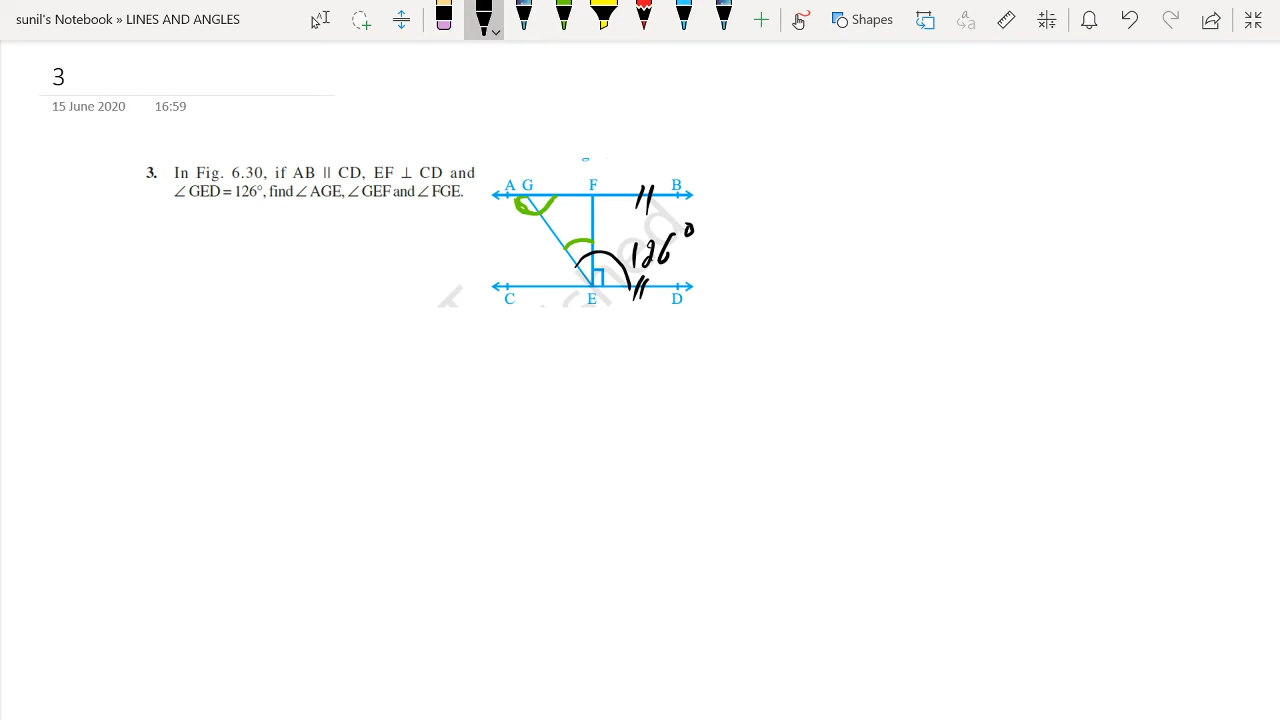 sunil's Notebook » LINES AND ANGLES
Shapes
3
15 June 2020 16:59
3. In Fig. 6.30, if AB || CD, EF ⊥ CD and
∠ GED = 126°, find ∠ AGE, ∠ GEF and ∠ FGE.
A G F B
126°
C E D